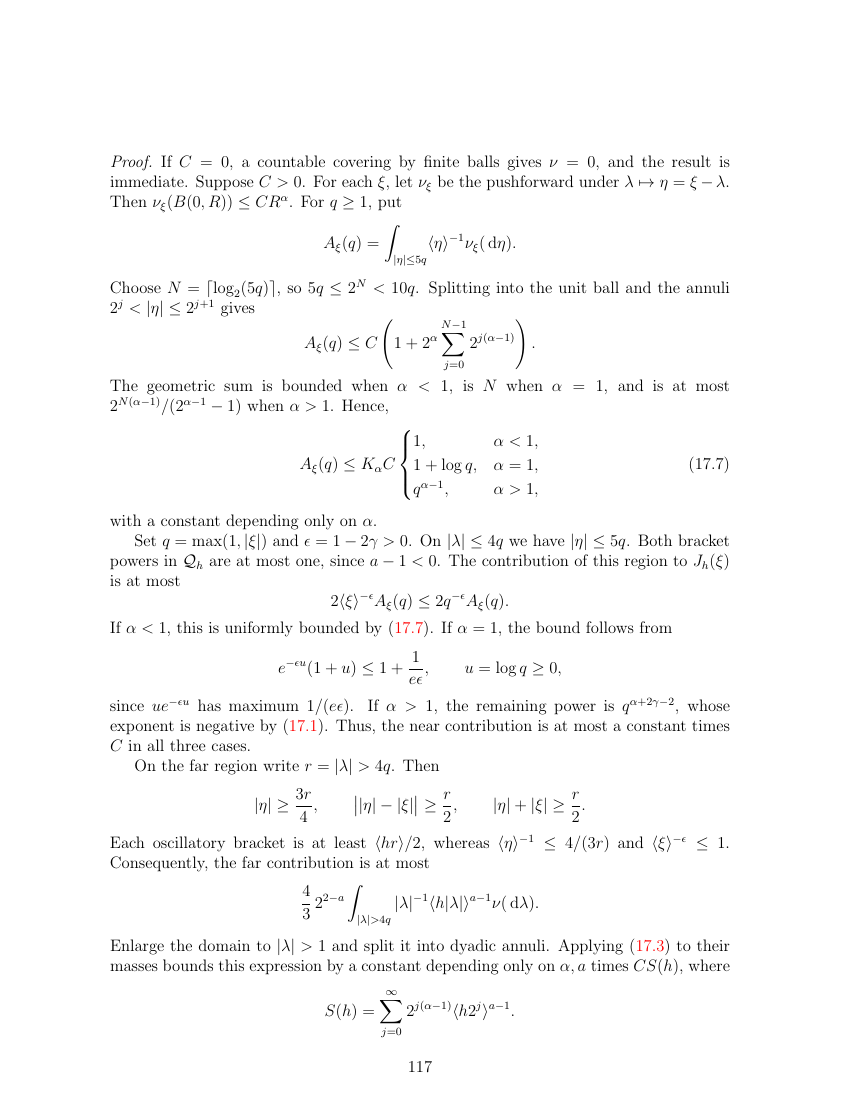 Proof. If C = 0, a countable covering by finite balls gives ν = 0, and the result is
immediate. Suppose C > 0. For each ξ, let ν_ξ be the pushforward under λ ↦ η = ξ − λ.
Then ν_ξ(B(0, R)) ≤ CR^α. For q ≥ 1, put
A_ξ(q) = ∫_{|η|≤5q} ⟨η⟩^{−1} ν_ξ( dη).
Choose N = ⌈log_2(5q)⌉, so 5q ≤ 2^N < 10q. Splitting into the unit ball and the annuli
2^j < |η| ≤ 2^{j+1} gives
A_ξ(q) ≤ C ( 1 + 2^α ∑_{j=0}^{N−1} 2^{j(α−1)} ) .
The geometric sum is bounded when α < 1, is N when α = 1, and is at most
2^{N(α−1)}/(2^{α−1} − 1) when α > 1. Hence,
A_ξ(q) ≤ K_α C { 1, α < 1,
1 + log q, α = 1, (17.7)
q^{α−1}, α > 1,
with a constant depending only on α.
Set q = max(1, |ξ|) and ϵ = 1 − 2γ > 0. On |λ| ≤ 4q we have |η| ≤ 5q. Both bracket
powers in 𝒬_h are at most one, since a − 1 < 0. The contribution of this region to J_h(ξ)
is at most
2⟨ξ⟩^{−ϵ} A_ξ(q) ≤ 2q^{−ϵ} A_ξ(q).
If α < 1, this is uniformly bounded by (17.7). If α = 1, the bound follows from
e^{−ϵu}(1 + u) ≤ 1 + 1/(eϵ), u = log q ≥ 0,
since ue^{−ϵu} has maximum 1/(eϵ). If α > 1, the remaining power is q^{α+2γ−2}, whose
exponent is negative by (17.1). Thus, the near contribution is at most a constant times
C in all three cases.
On the far region write r = |λ| > 4q. Then
|η| ≥ 3r/4, ||η| − |ξ|| ≥ r/2, |η| + |ξ| ≥ r/2.
Each oscillatory bracket is at least ⟨hr⟩/2, whereas ⟨η⟩^{−1} ≤ 4/(3r) and ⟨ξ⟩^{−ϵ} ≤ 1.
Consequently, the far contribution is at most
4/3 2^{2−a} ∫_{|λ|>4q} |λ|^{−1} ⟨h|λ|⟩^{a−1} ν( dλ).
Enlarge the domain to |λ| > 1 and split it into dyadic annuli. Applying (17.3) to their
masses bounds this expression by a constant depending only on α, a times CS(h), where
S(h) = ∑_{j=0}^{∞} 2^{j(α−1)} ⟨h2^j⟩^{a−1}.
117